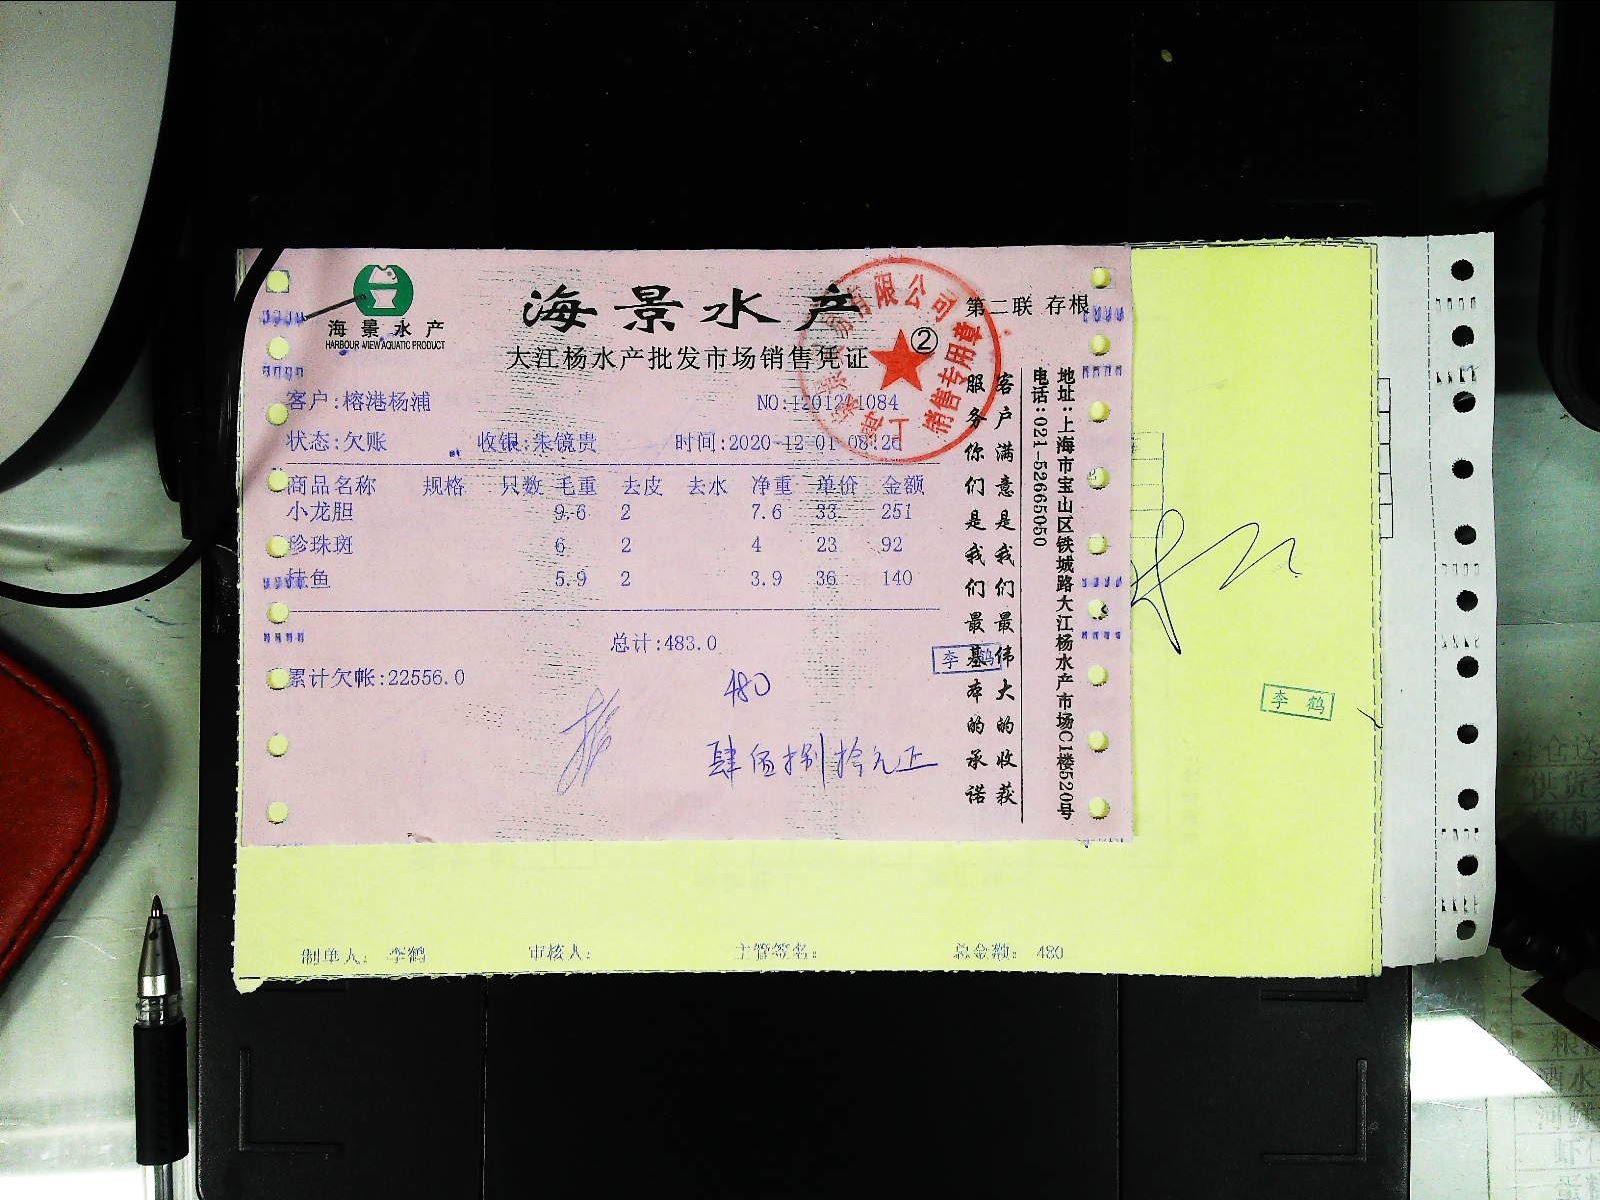 海景水产
HARBOUR VIEW AQUATIC PRODUCT
海景水产
大江杨水产批发市场销售凭证
②
第二联 存根
有限公司
销售专用章
客户:榕港杨浦
状态:欠账 收银:朱镜贵 时间:2020-12-01
商品名称 规格 只数 毛重 去皮 去水 净重 单价 金额
小龙胆 9.6 2 7.6 33 251
珍珠斑 6 2 4 23 92
鱼 5.9 2 3.9 36 140
总计:483.0
累计欠帐:22556.0
480
肆佰捌拾元正
客户满意是我们最伟大的收获
服务你们是我们最基本的承诺
地址:上海市宝山区铁城路大江杨水产市场C1楼520号
电话:021-52665050
李鹤
李鹤
制单人: 李鹤 审核人: 主管签名: 总金额: 480
供货
酒水